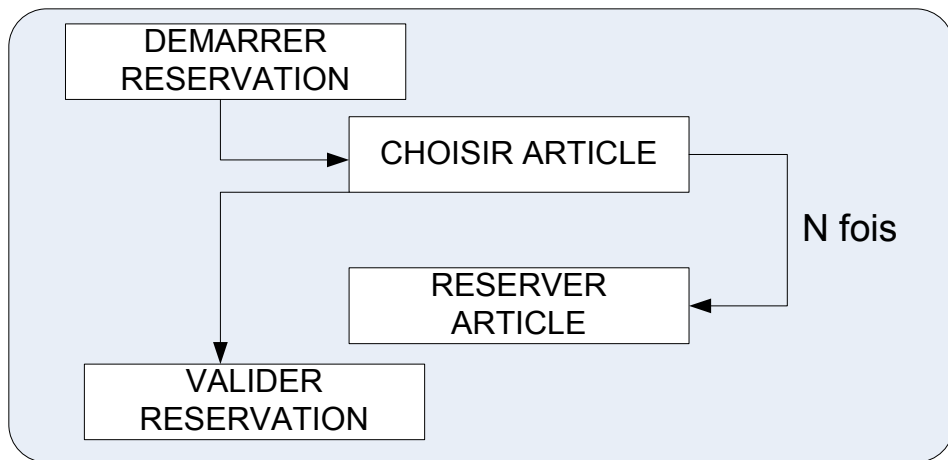 DEMARRER
RESERVATION
CHOISIR ARTICLE
N fois
RESERVER
ARTICLE
VALIDER
RESERVATION